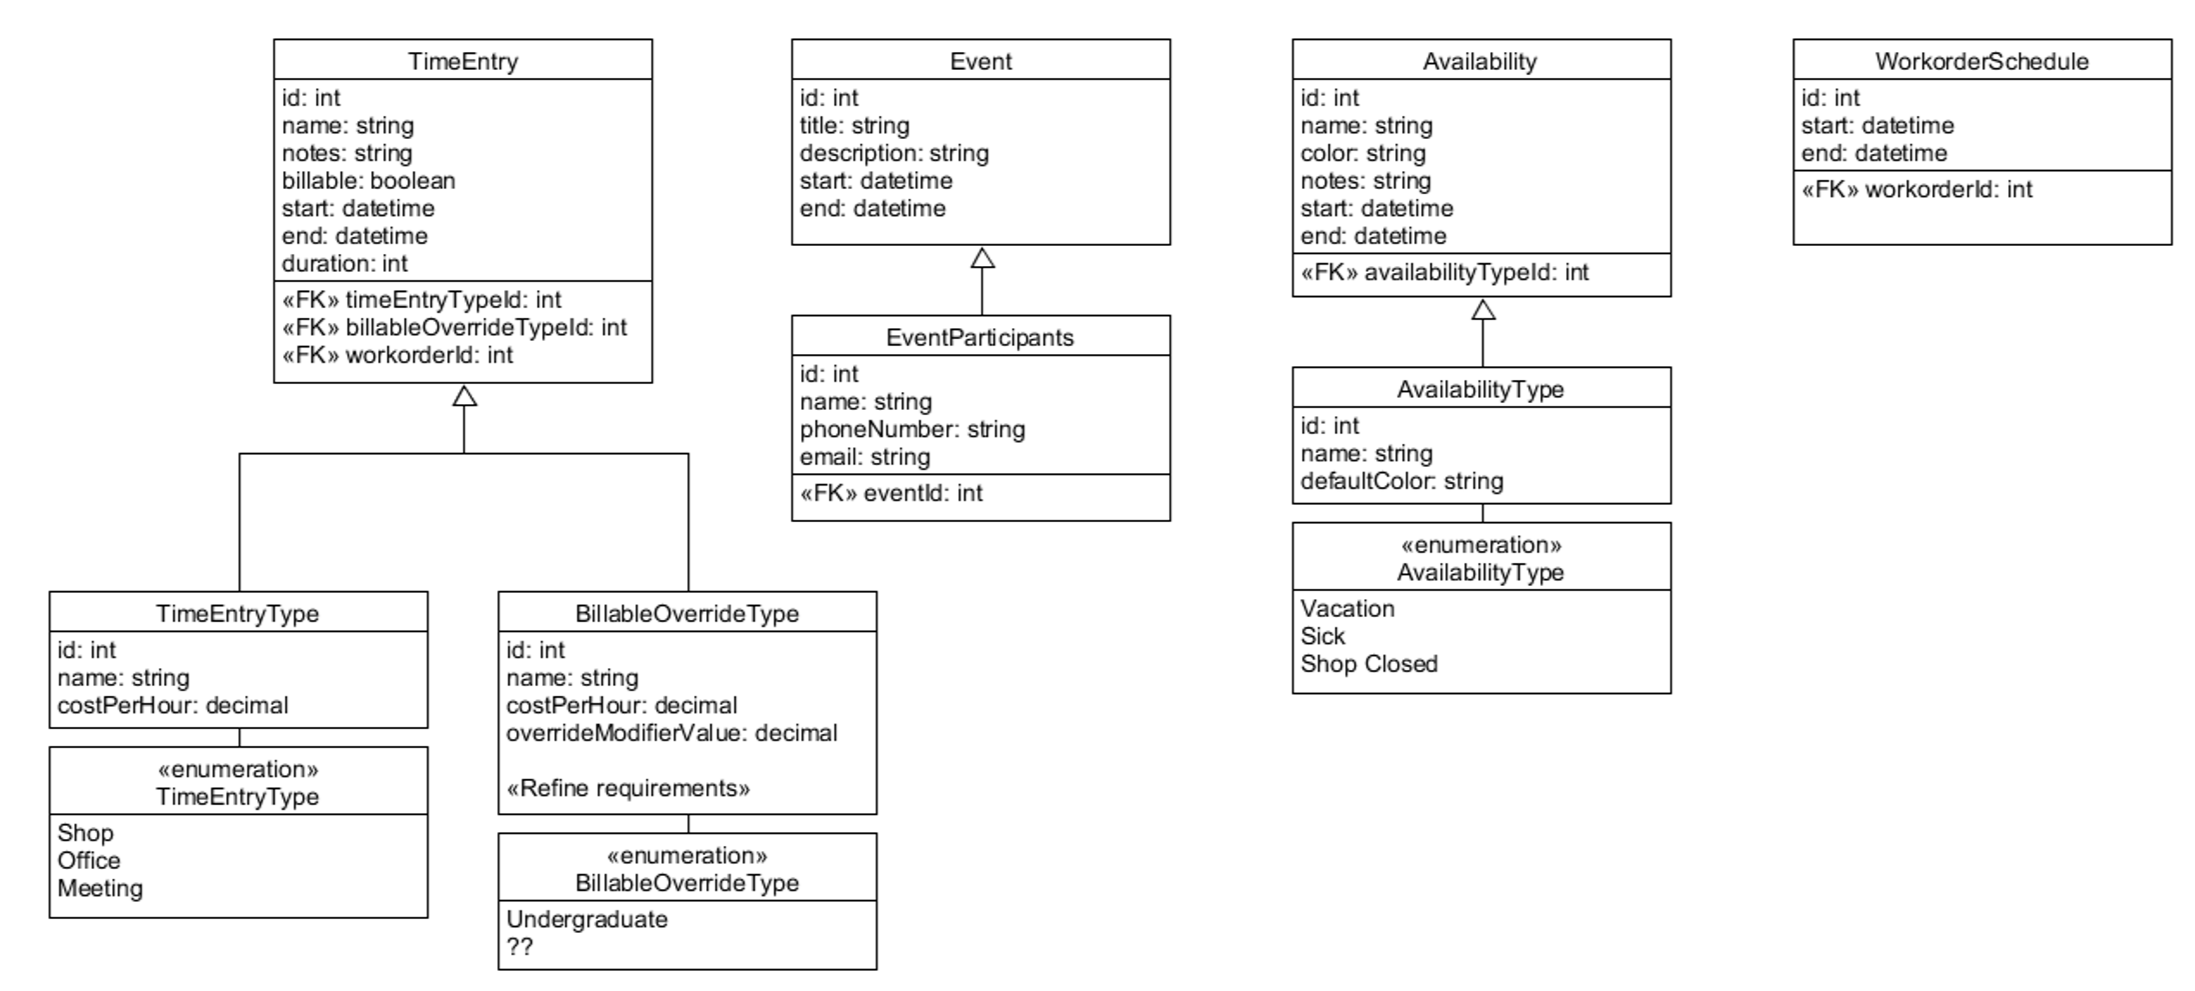 TimeEntry
id: int
name: string
notes: string
billable: boolean
start: datetime
end: datetime
duration: int
«FK» timeEntryTypeId: int
«FK» billableOverrideTypeId: int
«FK» workorderId: int
Event
id: int
title: string
description: string
start: datetime
end: datetime
EventParticipants
id: int
name: string
phoneNumber: string
email: string
«FK» eventId: int
Availability
id: int
name: string
color: string
notes: string
start: datetime
end: datetime
«FK» availabilityTypeId: int
AvailabilityType
id: int
name: string
defaultColor: string
«enumeration»
AvailabilityType
Vacation
Sick
Shop Closed
WorkorderSchedule
id: int
start: datetime
end: datetime
«FK» workorderId: int
TimeEntryType
id: int
name: string
costPerHour: decimal
«enumeration»
TimeEntryType
Shop
Office
Meeting
BillableOverrideType
id: int
name: string
costPerHour: decimal
overrideModifierValue: decimal
«Refine requirements»
«enumeration»
BillableOverrideType
Undergraduate
??